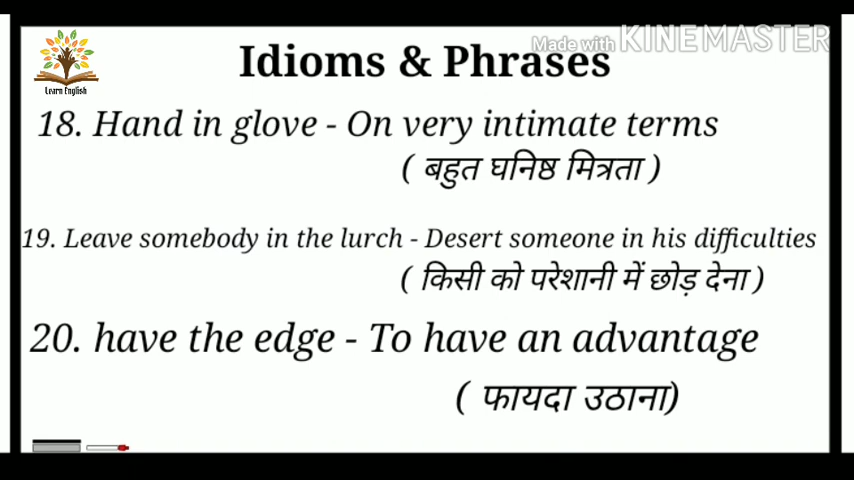 Made with KINEMASTER
Learn English
Idioms & Phrases
18. Hand in glove - On very intimate terms
( बहुत घनिष्ठ मित्रता )
19. Leave somebody in the lurch - Desert someone in his difficulties
( किसी को परेशानी में छोड़ देना )
20. have the edge - To have an advantage
( फायदा उठाना)